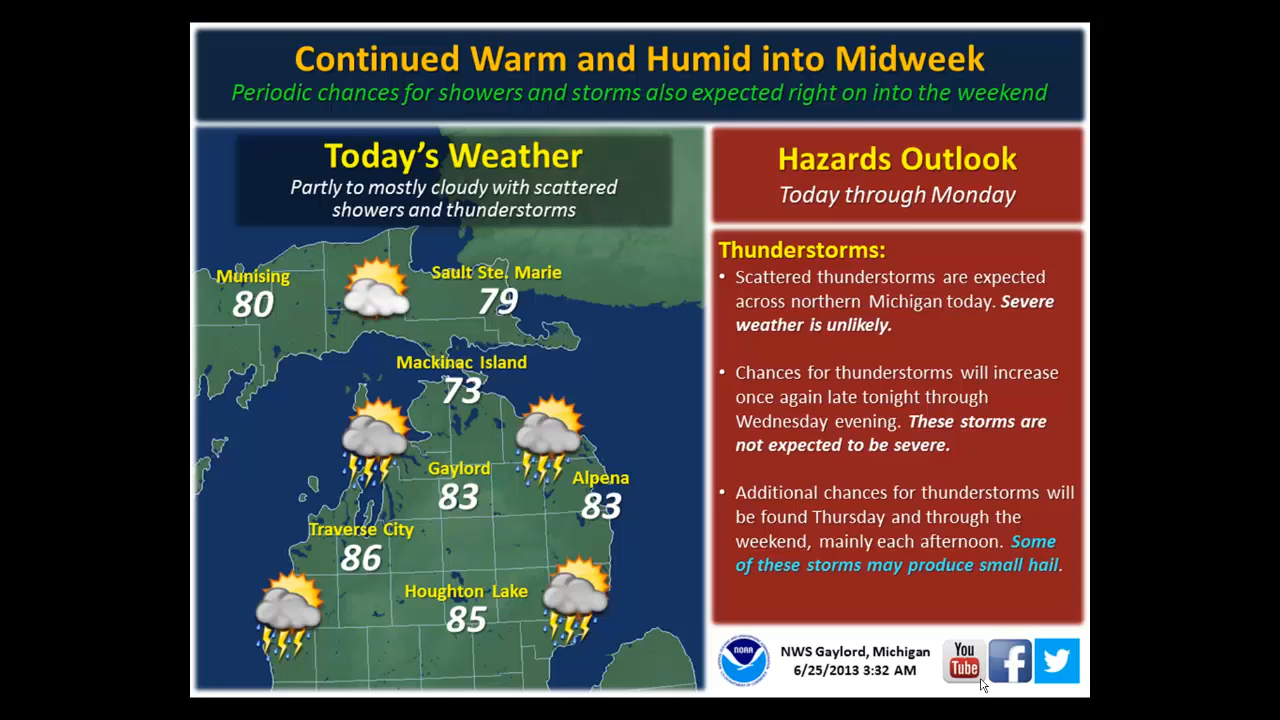 Continued Warm and Humid into Midweek
Periodic chances for showers and storms also expected right on into the weekend
Today's Weather
Partly to mostly cloudy with scattered
showers and thunderstorms
Munising
80
Sault Ste. Marie
79
Mackinac Island
73
Gaylord
83
Alpena
83
Traverse City
86
Houghton Lake
85
Hazards Outlook
Today through Monday
Thunderstorms:
• Scattered thunderstorms are expected
across northern Michigan today. Severe
weather is unlikely.
• Chances for thunderstorms will increase
once again late tonight through
Wednesday evening. These storms are
not expected to be severe.
• Additional chances for thunderstorms will
be found Thursday and through the
weekend, mainly each afternoon. Some
of these storms may produce small hail.
NOAA
NWS Gaylord, Michigan
6/25/2013 3:32 AM
You
Tube
f